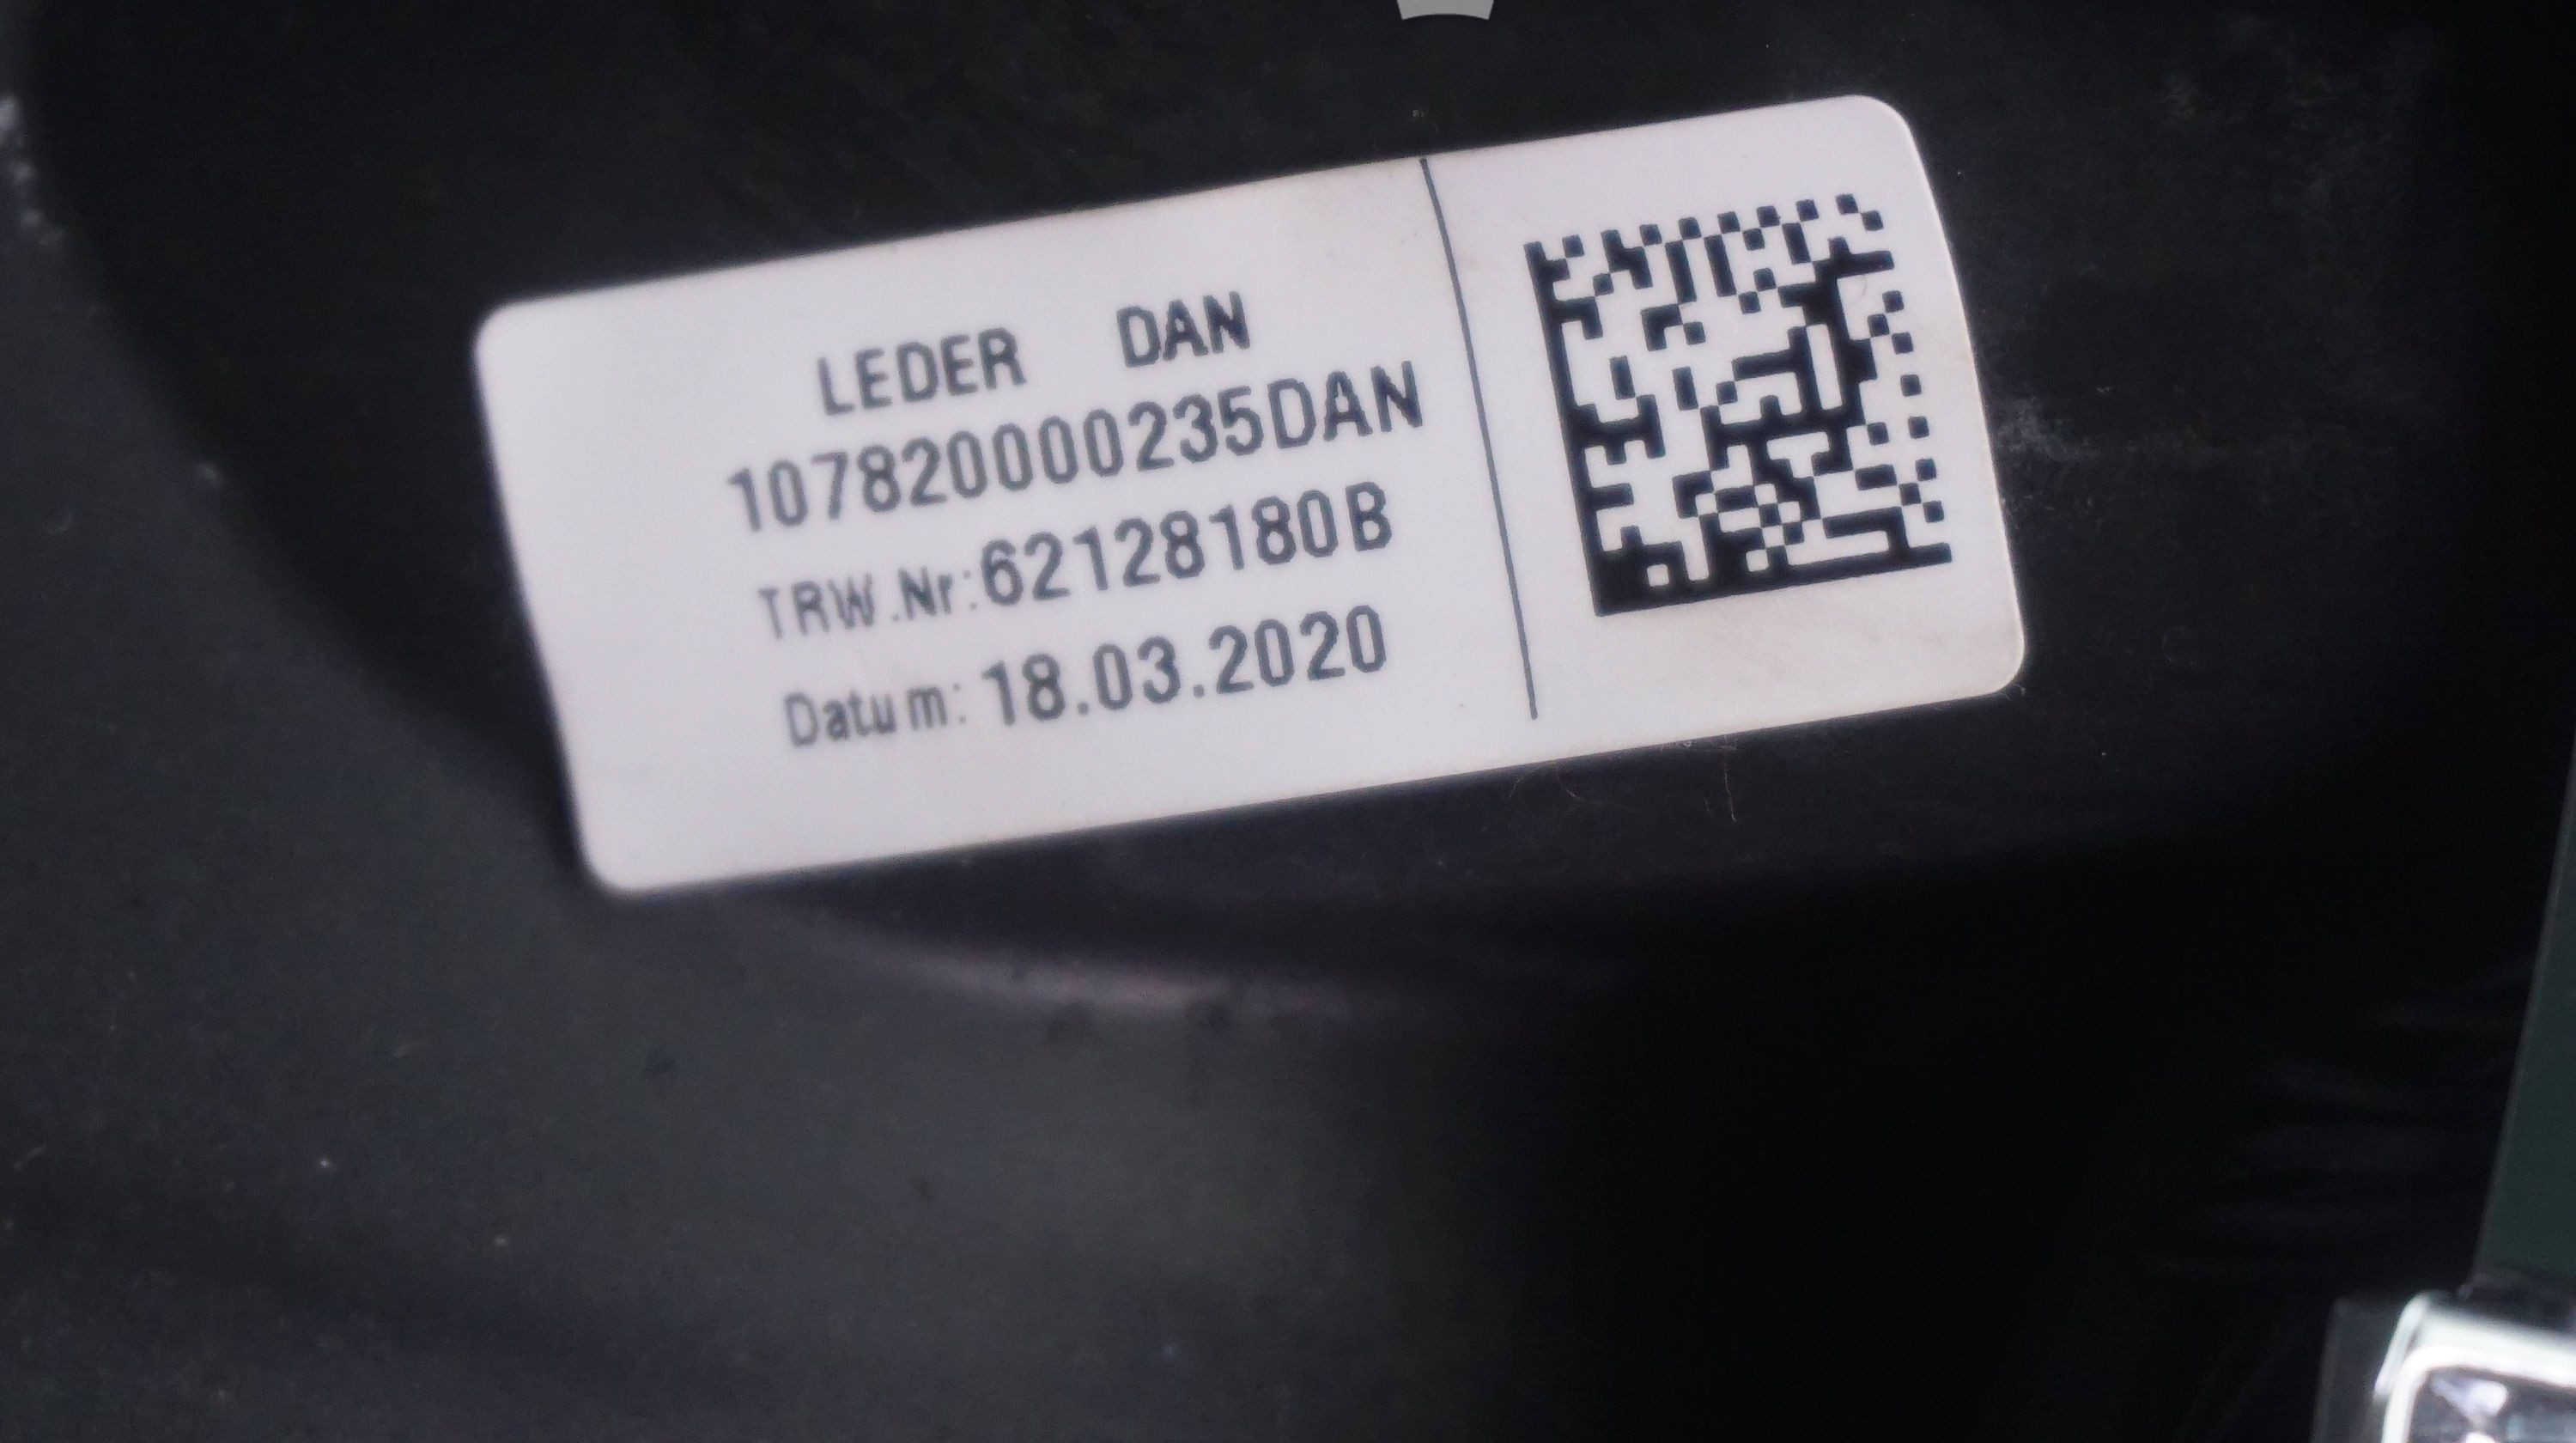 LEDER DAN
107820000235DAN
TRW.Nr:62128180B
Datum: 18.03.2020